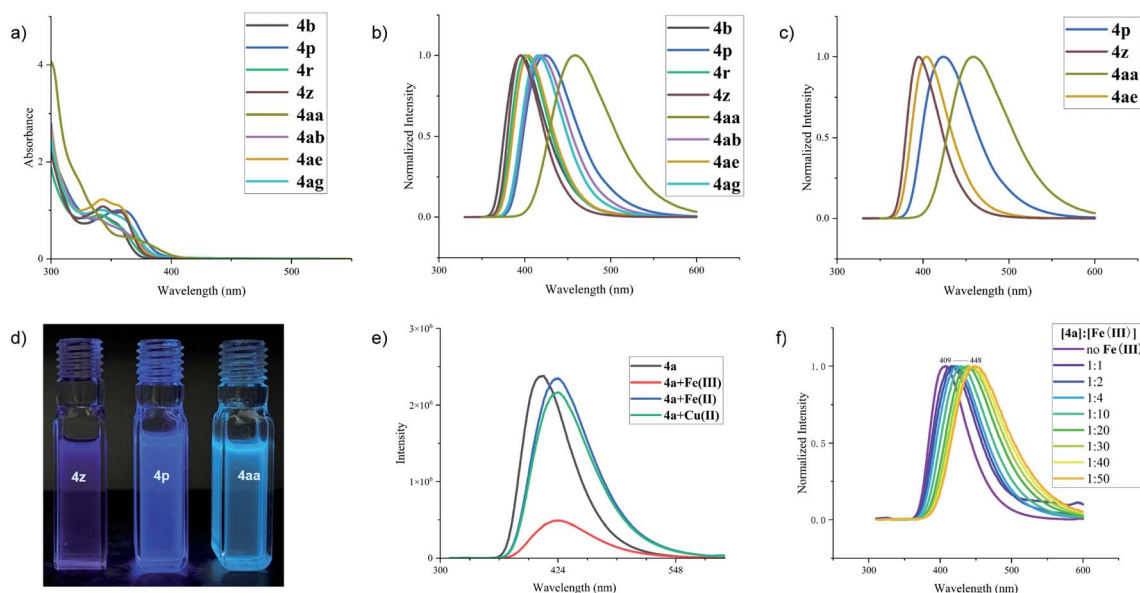 a)
4b
4p
4r
4z
4aa
4ab
4ae
4ag
4
2
0
Absorbance
300
400
500
Wavelength (nm)
b)
4b
4p
4r
4z
4aa
4ab
4ae
4ag
1.0
0.5
0.0
Normalized Intensity
300
400
500
600
Wavelength (nm)
c)
4p
4z
4aa
4ae
1.0
0.5
0.0
Normalized Intensity
300
400
500
600
Wavelength (nm)
d)
4z
4p
4aa
e)
4a
4a+Fe(III)
4a+Fe(II)
4a+Cu(II)
3×10⁶
2×10⁶
1×10⁶
0
Intensity
300
424
548
Wavelength (nm)
f)
[4a]:[Fe(III)]
no Fe(III)
1:1
1:2
1:4
1:10
1:20
1:30
1:40
1:50
409 448
1.0
0.5
0.0
Normalized Intensity
300
400
500
600
Wavelength (nm)